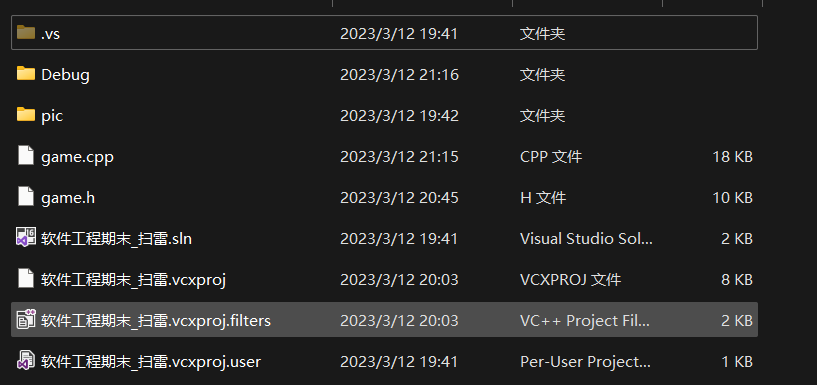 .vs 2023/3/12 19:41 文件夹
Debug 2023/3/12 21:16 文件夹
pic 2023/3/12 19:42 文件夹
game.cpp 2023/3/12 21:15 CPP 文件 18 KB
game.h 2023/3/12 20:45 H 文件 10 KB
软件工程期末_扫雷.sln 2023/3/12 19:41 Visual Studio Sol... 2 KB
软件工程期末_扫雷.vcxproj 2023/3/12 20:03 VCXPROJ 文件 8 KB
软件工程期末_扫雷.vcxproj.filters 2023/3/12 20:03 VC++ Project Fil... 2 KB
软件工程期末_扫雷.vcxproj.user 2023/3/12 19:41 Per-User Project... 1 KB